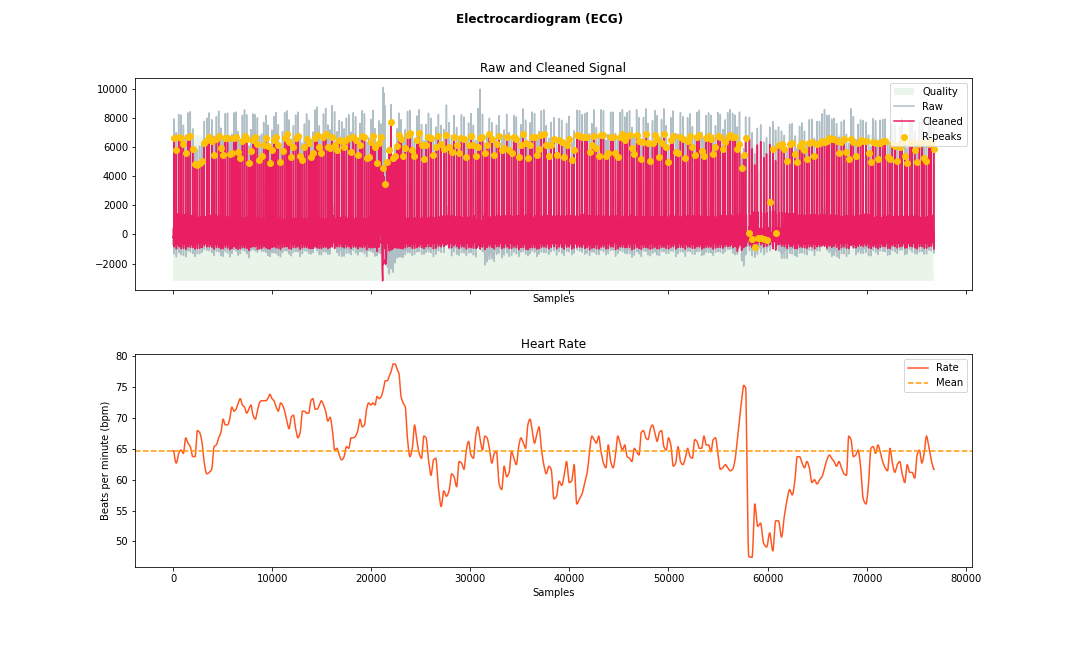 Electrocardiogram (ECG)
Raw and Cleaned Signal
10000
8000
6000
4000
2000
0
−2000
Quality
Raw
Cleaned
R-peaks
Samples
Heart Rate
Beats per minute (bpm)
80
75
70
65
60
55
50
Rate
Mean
0 10000 20000 30000 40000 50000 60000 70000 80000
Samples